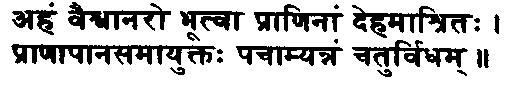 अहं वैश्वानरो भूत्वा प्राणिनां देहमाश्रितः ।
प्राणापानसमायुक्तः पचाम्यन्नं चतुर्विधम् ॥